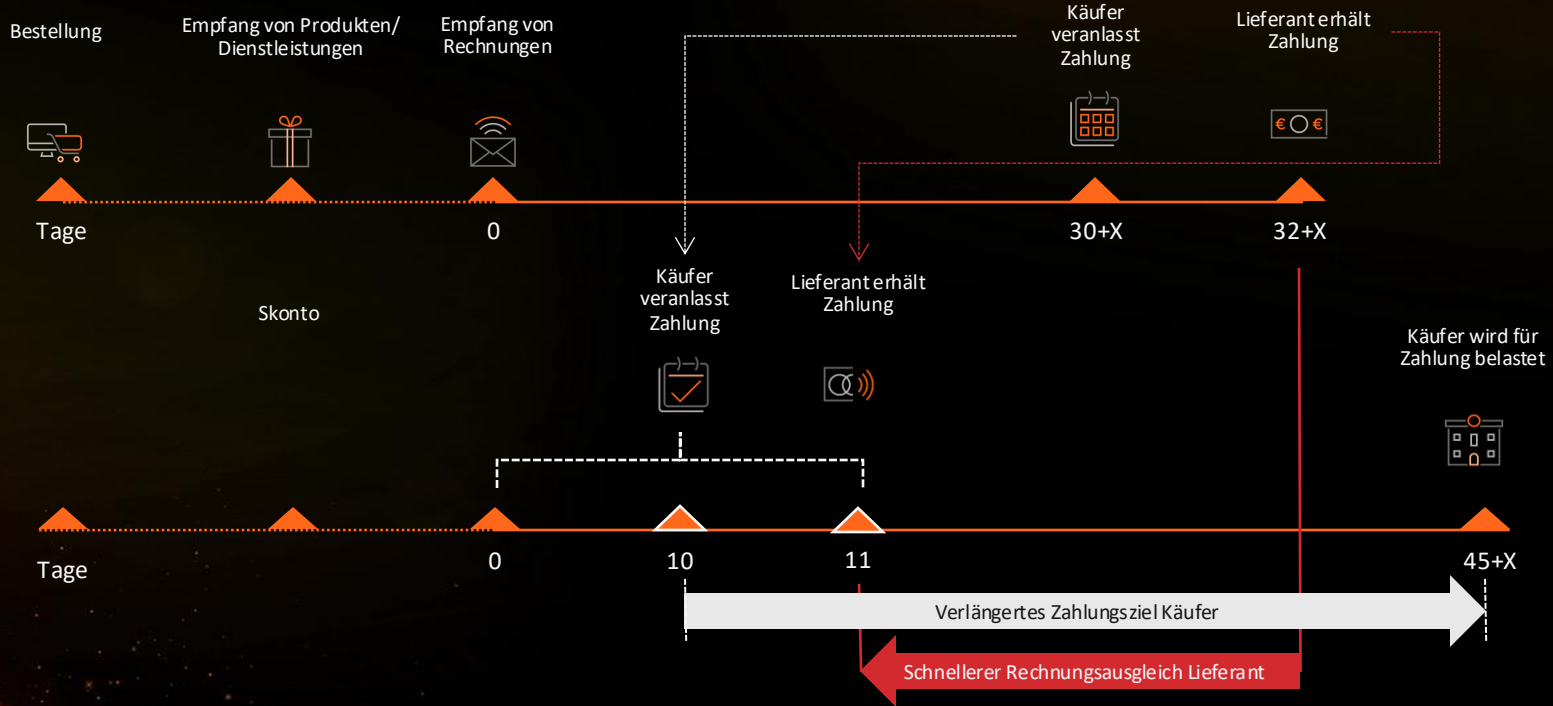 Bestellung
Empfang von Produkten/
Dienstleistungen
Empfang von
Rechnungen
Käufer
veranlasst
Zahlung
Lieferant erhält
Zahlung
€ €
Tage
0
30+X
32+X
Skonto
Käufer
veranlasst
Zahlung
Lieferant erhält
Zahlung
Käufer wird für
Zahlung belastet
Tage
0
10
11
45+X
Verlängertes Zahlungsziel Käufer
Schnellerer Rechnungsausgleich Lieferant